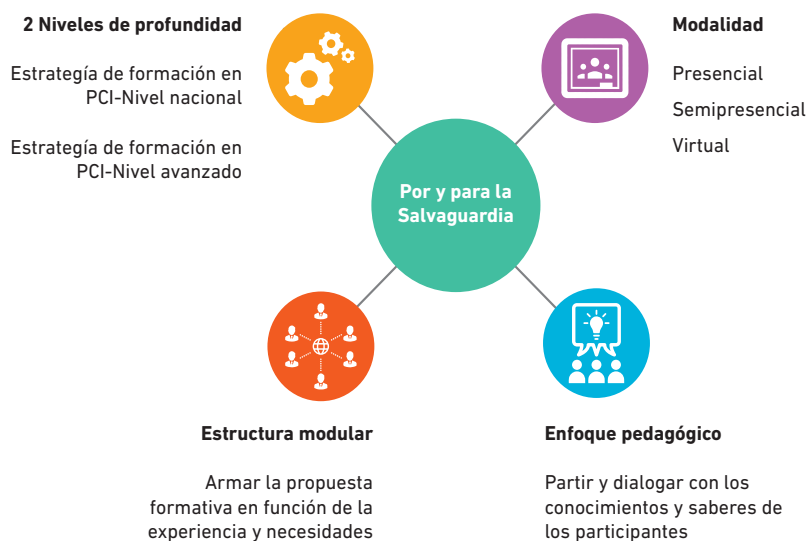 2 Niveles de profundidad
Estrategía de formación en
PCI-Nivel nacional
Estrategía de formación en
PCI-Nivel avanzado
Modalidad
Presencial
Semipresencial
Virtual
Por y para la
Salvaguardia
Estructura modular
Armar la propuesta
formativa en función de la
experiencia y necesidades
Enfoque pedagógico
Partir y dialogar con los
conocimientos y saberes de
los participantes